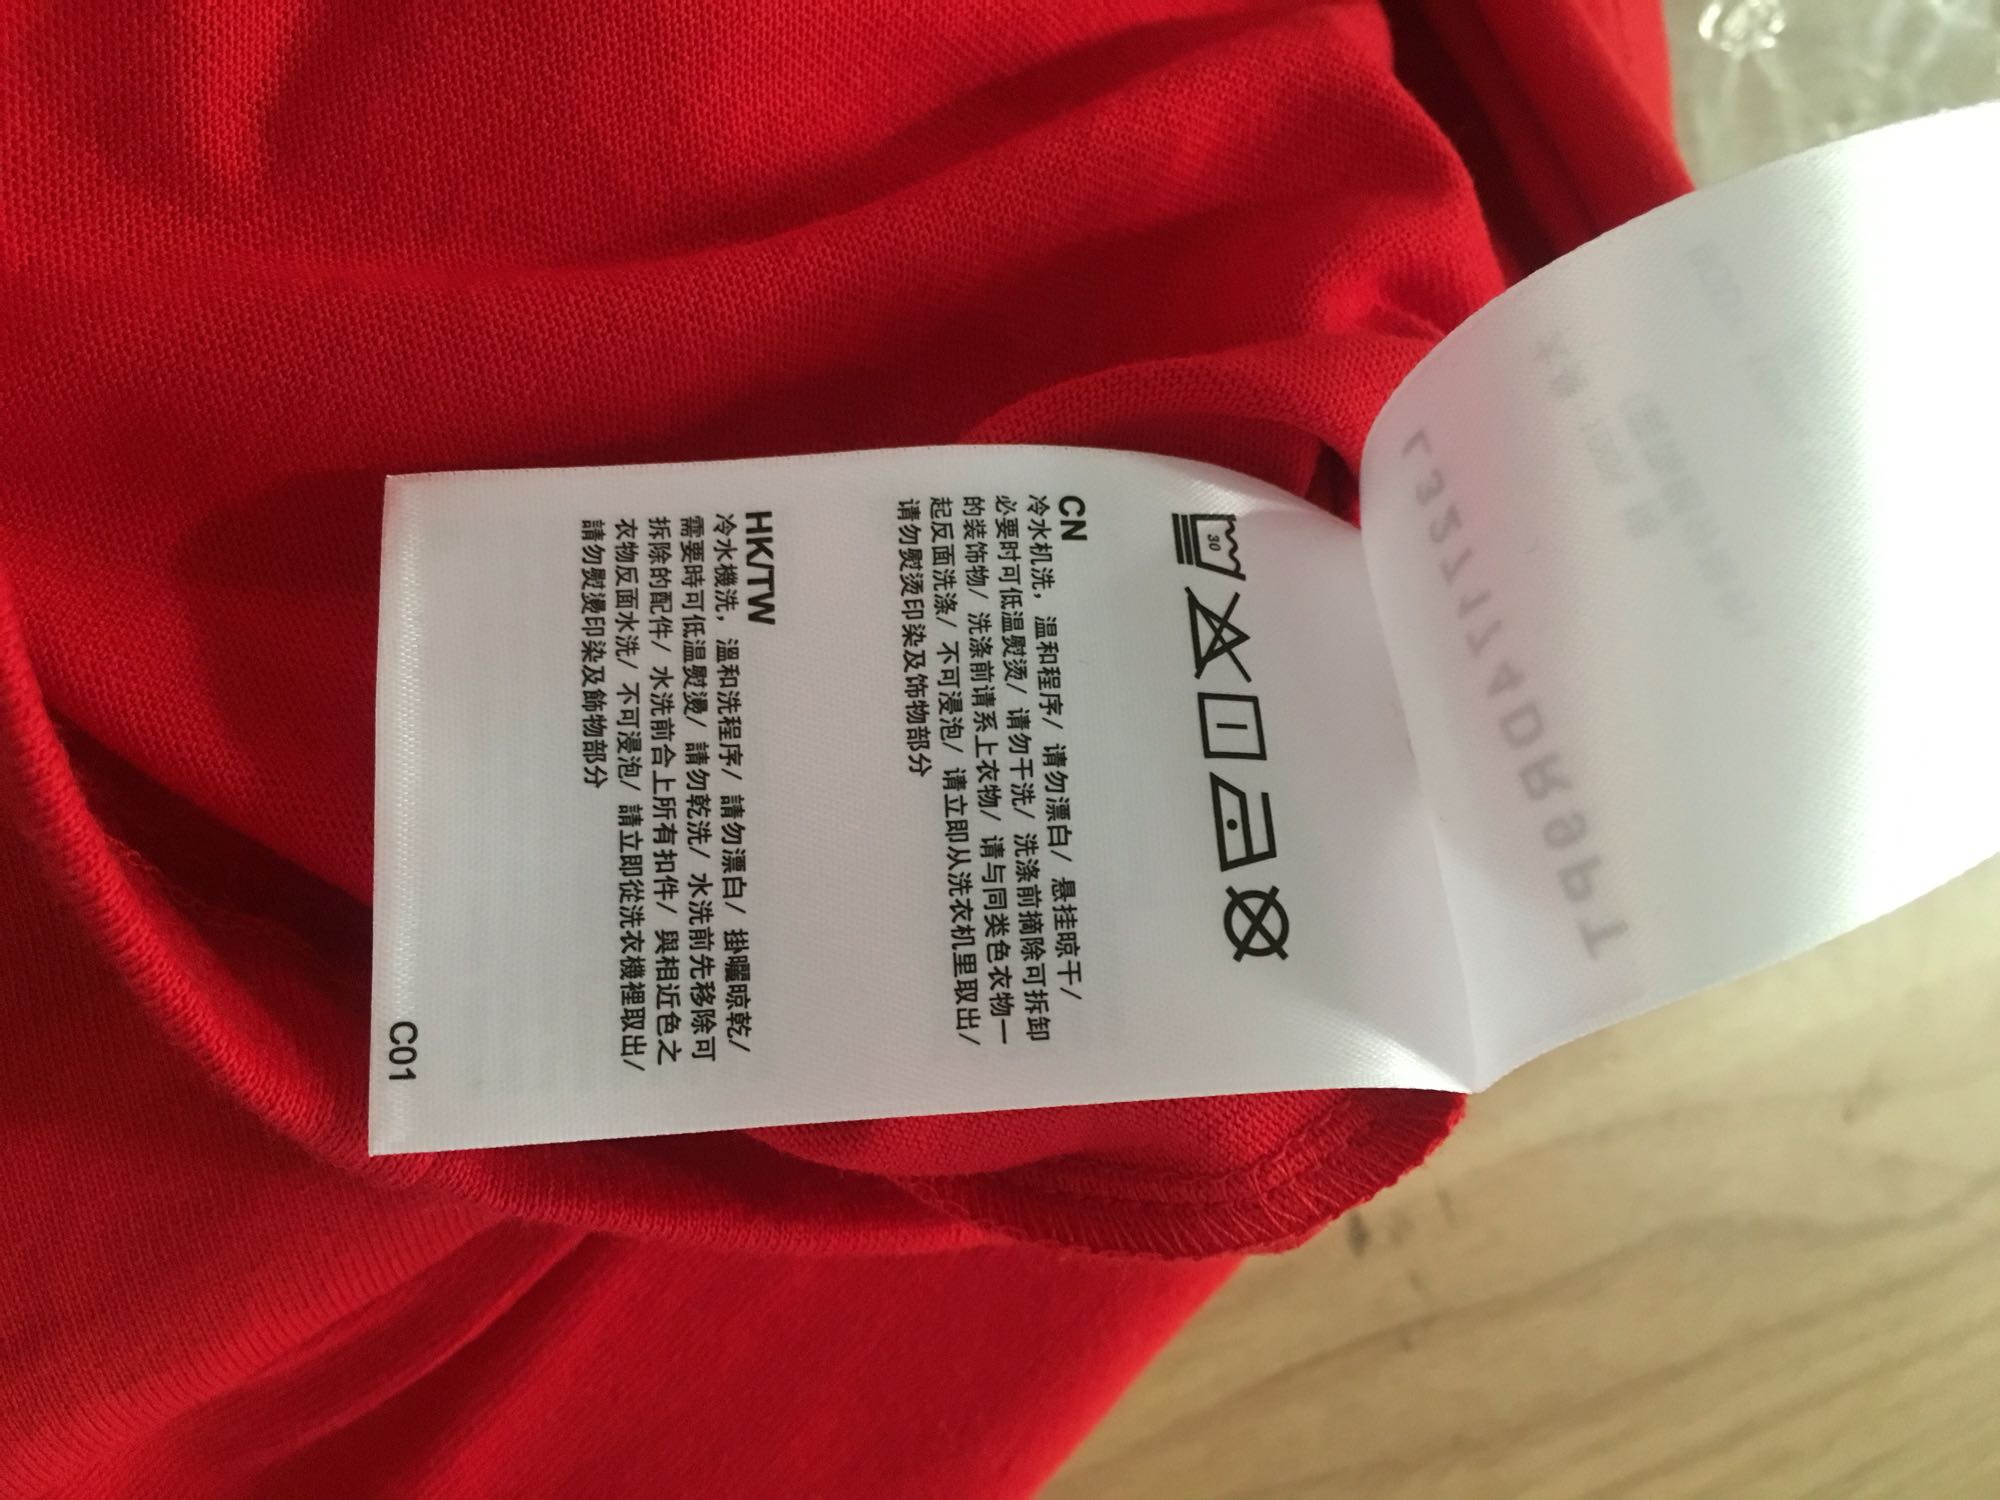 30
CN
冷水机洗，温和程序/ 请勿漂白/ 悬挂晾干/
必要时可低温熨烫/ 请勿干洗/ 洗涤前摘除可拆卸
的装饰物/ 洗涤前请系上衣物/ 请与同类色衣物一
起反面洗涤/ 不可浸泡/ 请立即从洗衣机里取出/
请勿熨烫印染及饰物部分
HK/TW
冷水機洗，溫和洗程序/ 請勿漂白/ 掛曬晾乾/
需要時可低溫熨燙/ 請勿乾洗/ 水洗前先移除可
拆除的配件/ 水洗前合上所有扣件/ 與相近色之
衣物反面水洗/ 不可浸泡/ 請立即從洗衣機裡取出/
請勿熨燙印染及飾物部分
C01